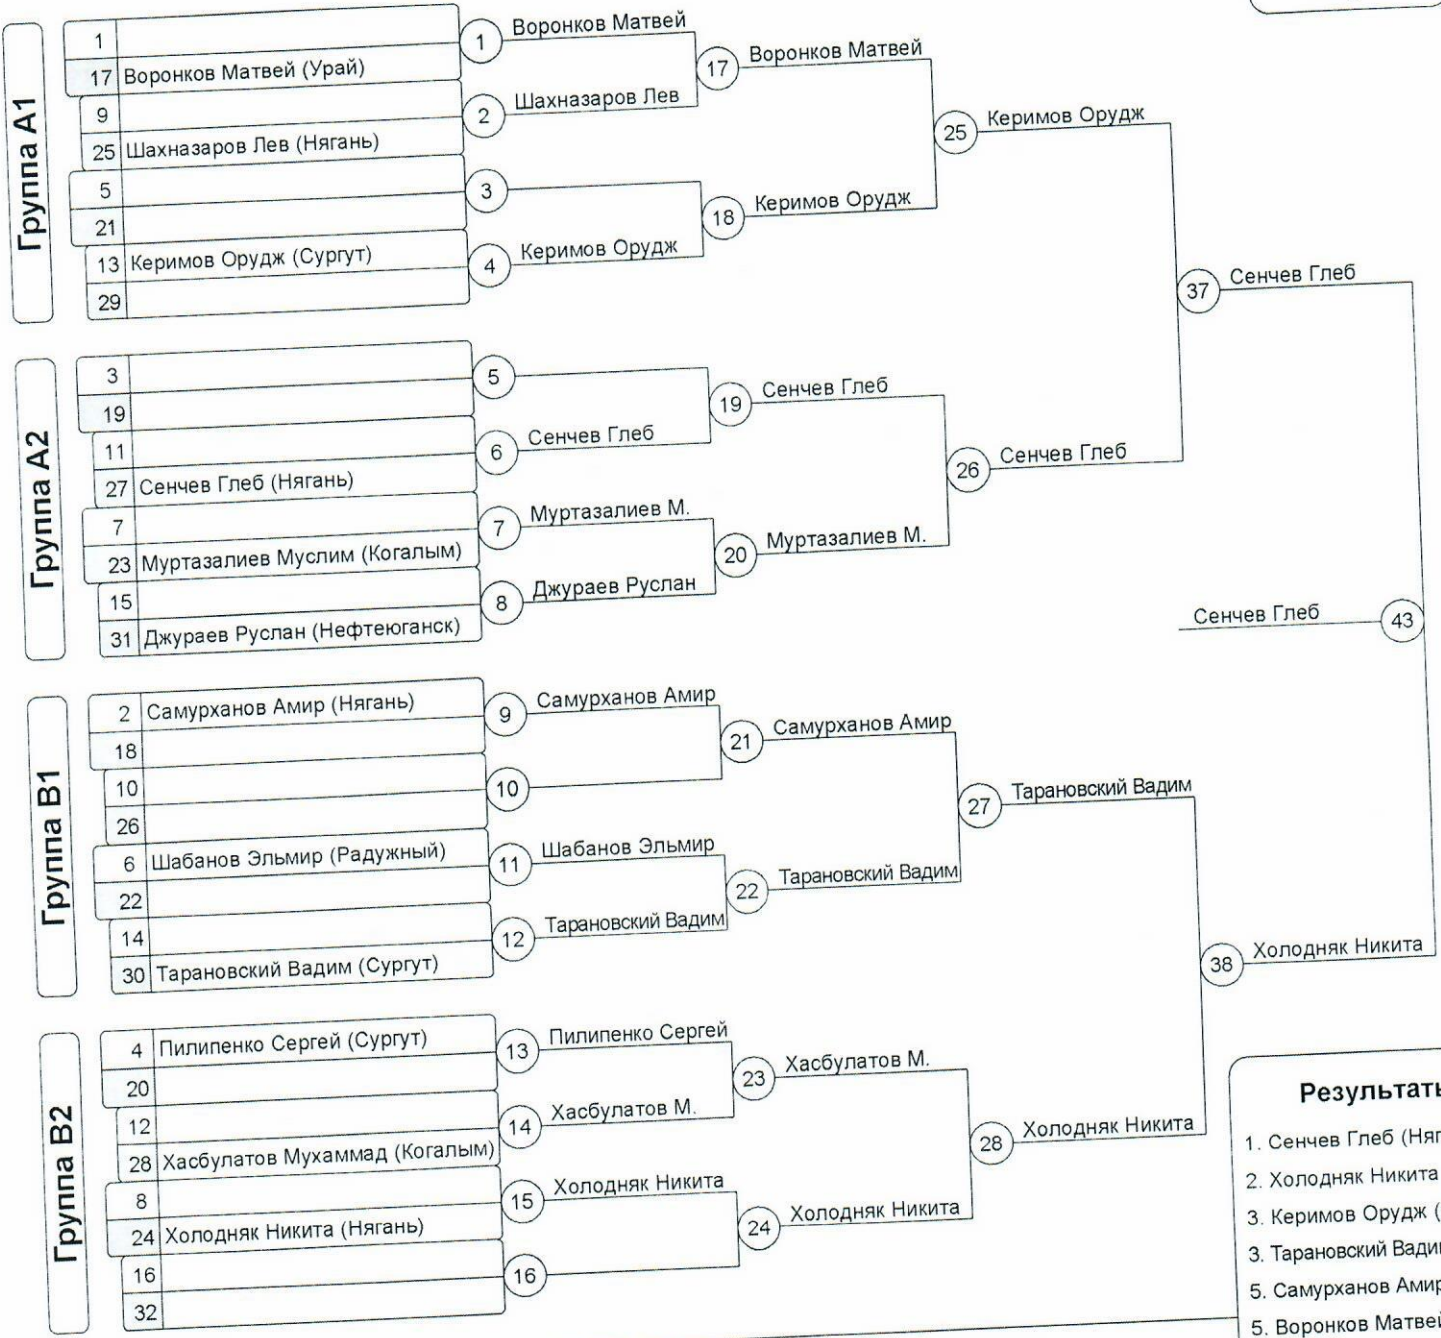 Группа А1
1
17 Воронков Матвей (Урай)
9
25 Шахназаров Лев (Нягань)
5
21
13 Керимов Орудж (Сургут)
29
1 Воронков Матвей
2 Шахназаров Лев
3
4 Керимов Орудж
17 Воронков Матвей
18 Керимов Орудж
25 Керимов Орудж
Группа А2
3
19
11
27 Сенчев Глеб (Нягань)
7
23 Муртазалиев Муслим (Когалым)
15
31 Джураев Руслан (Нефтеюганск)
5
6 Сенчев Глеб
7 Муртазалиев М.
8 Джураев Руслан
19 Сенчев Глеб
20 Муртазалиев М.
26 Сенчев Глеб
37 Сенчев Глеб
Сенчев Глеб 43
Группа В1
2 Самурханов Амир (Нягань)
18
10
26
6 Шабанов Эльмир (Радужный)
22
14
30 Тарановский Вадим (Сургут)
9 Самурханов Амир
10
11 Шабанов Эльмир
12 Тарановский Вадим
21 Самурханов Амир
22 Тарановский Вадим
27 Тарановский Вадим
38 Холодняк Никита
Группа В2
4 Пилипенко Сергей (Сургут)
20
12
28 Хасбулатов Мухаммад (Когалым)
8
24 Холодняк Никита (Нягань)
16
32
13 Пилипенко Сергей
14 Хасбулатов М.
15 Холодняк Никита
16
23 Хасбулатов М.
24 Холодняк Никита
28 Холодняк Никита
Результаты
1. Сенчев Глеб (Няг
2. Холодняк Никита
3. Керимов Орудж (
3. Тарановский Вадим
5. Самурханов Амир
5. Воронков Матвей